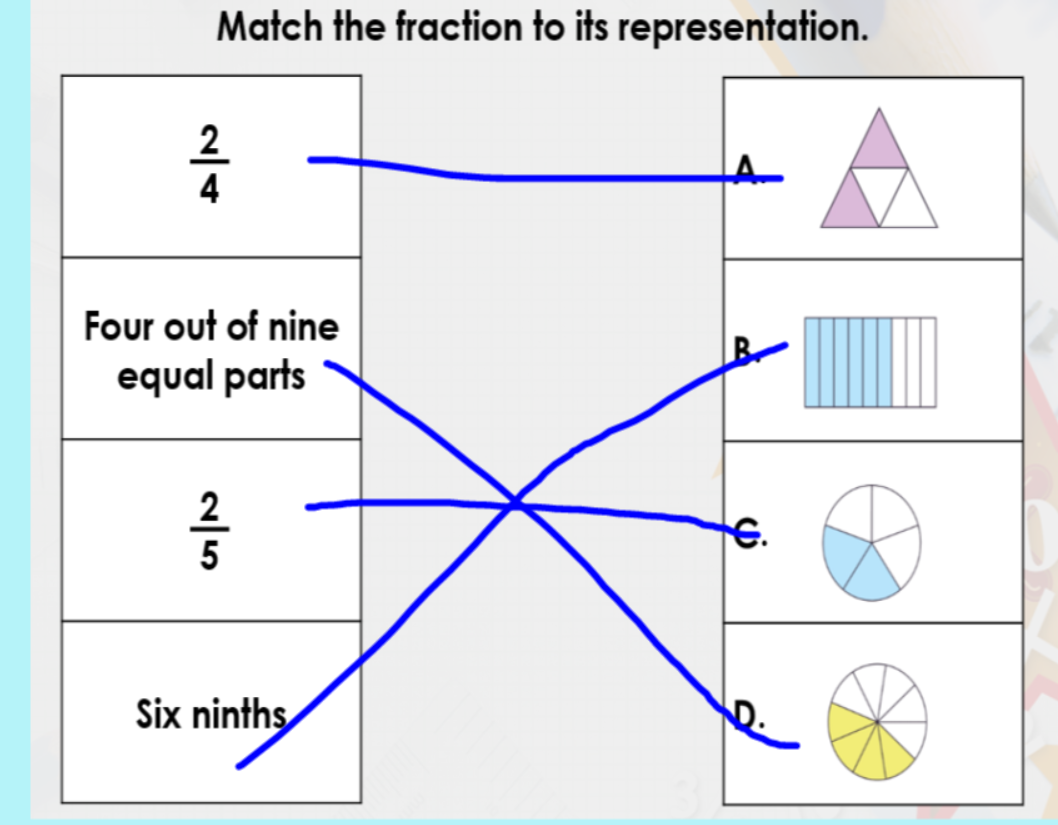 Match the fraction to its representation.
2
4
A.
Four out of nine
equal parts
B.
2
5
C.
Six ninths
D.